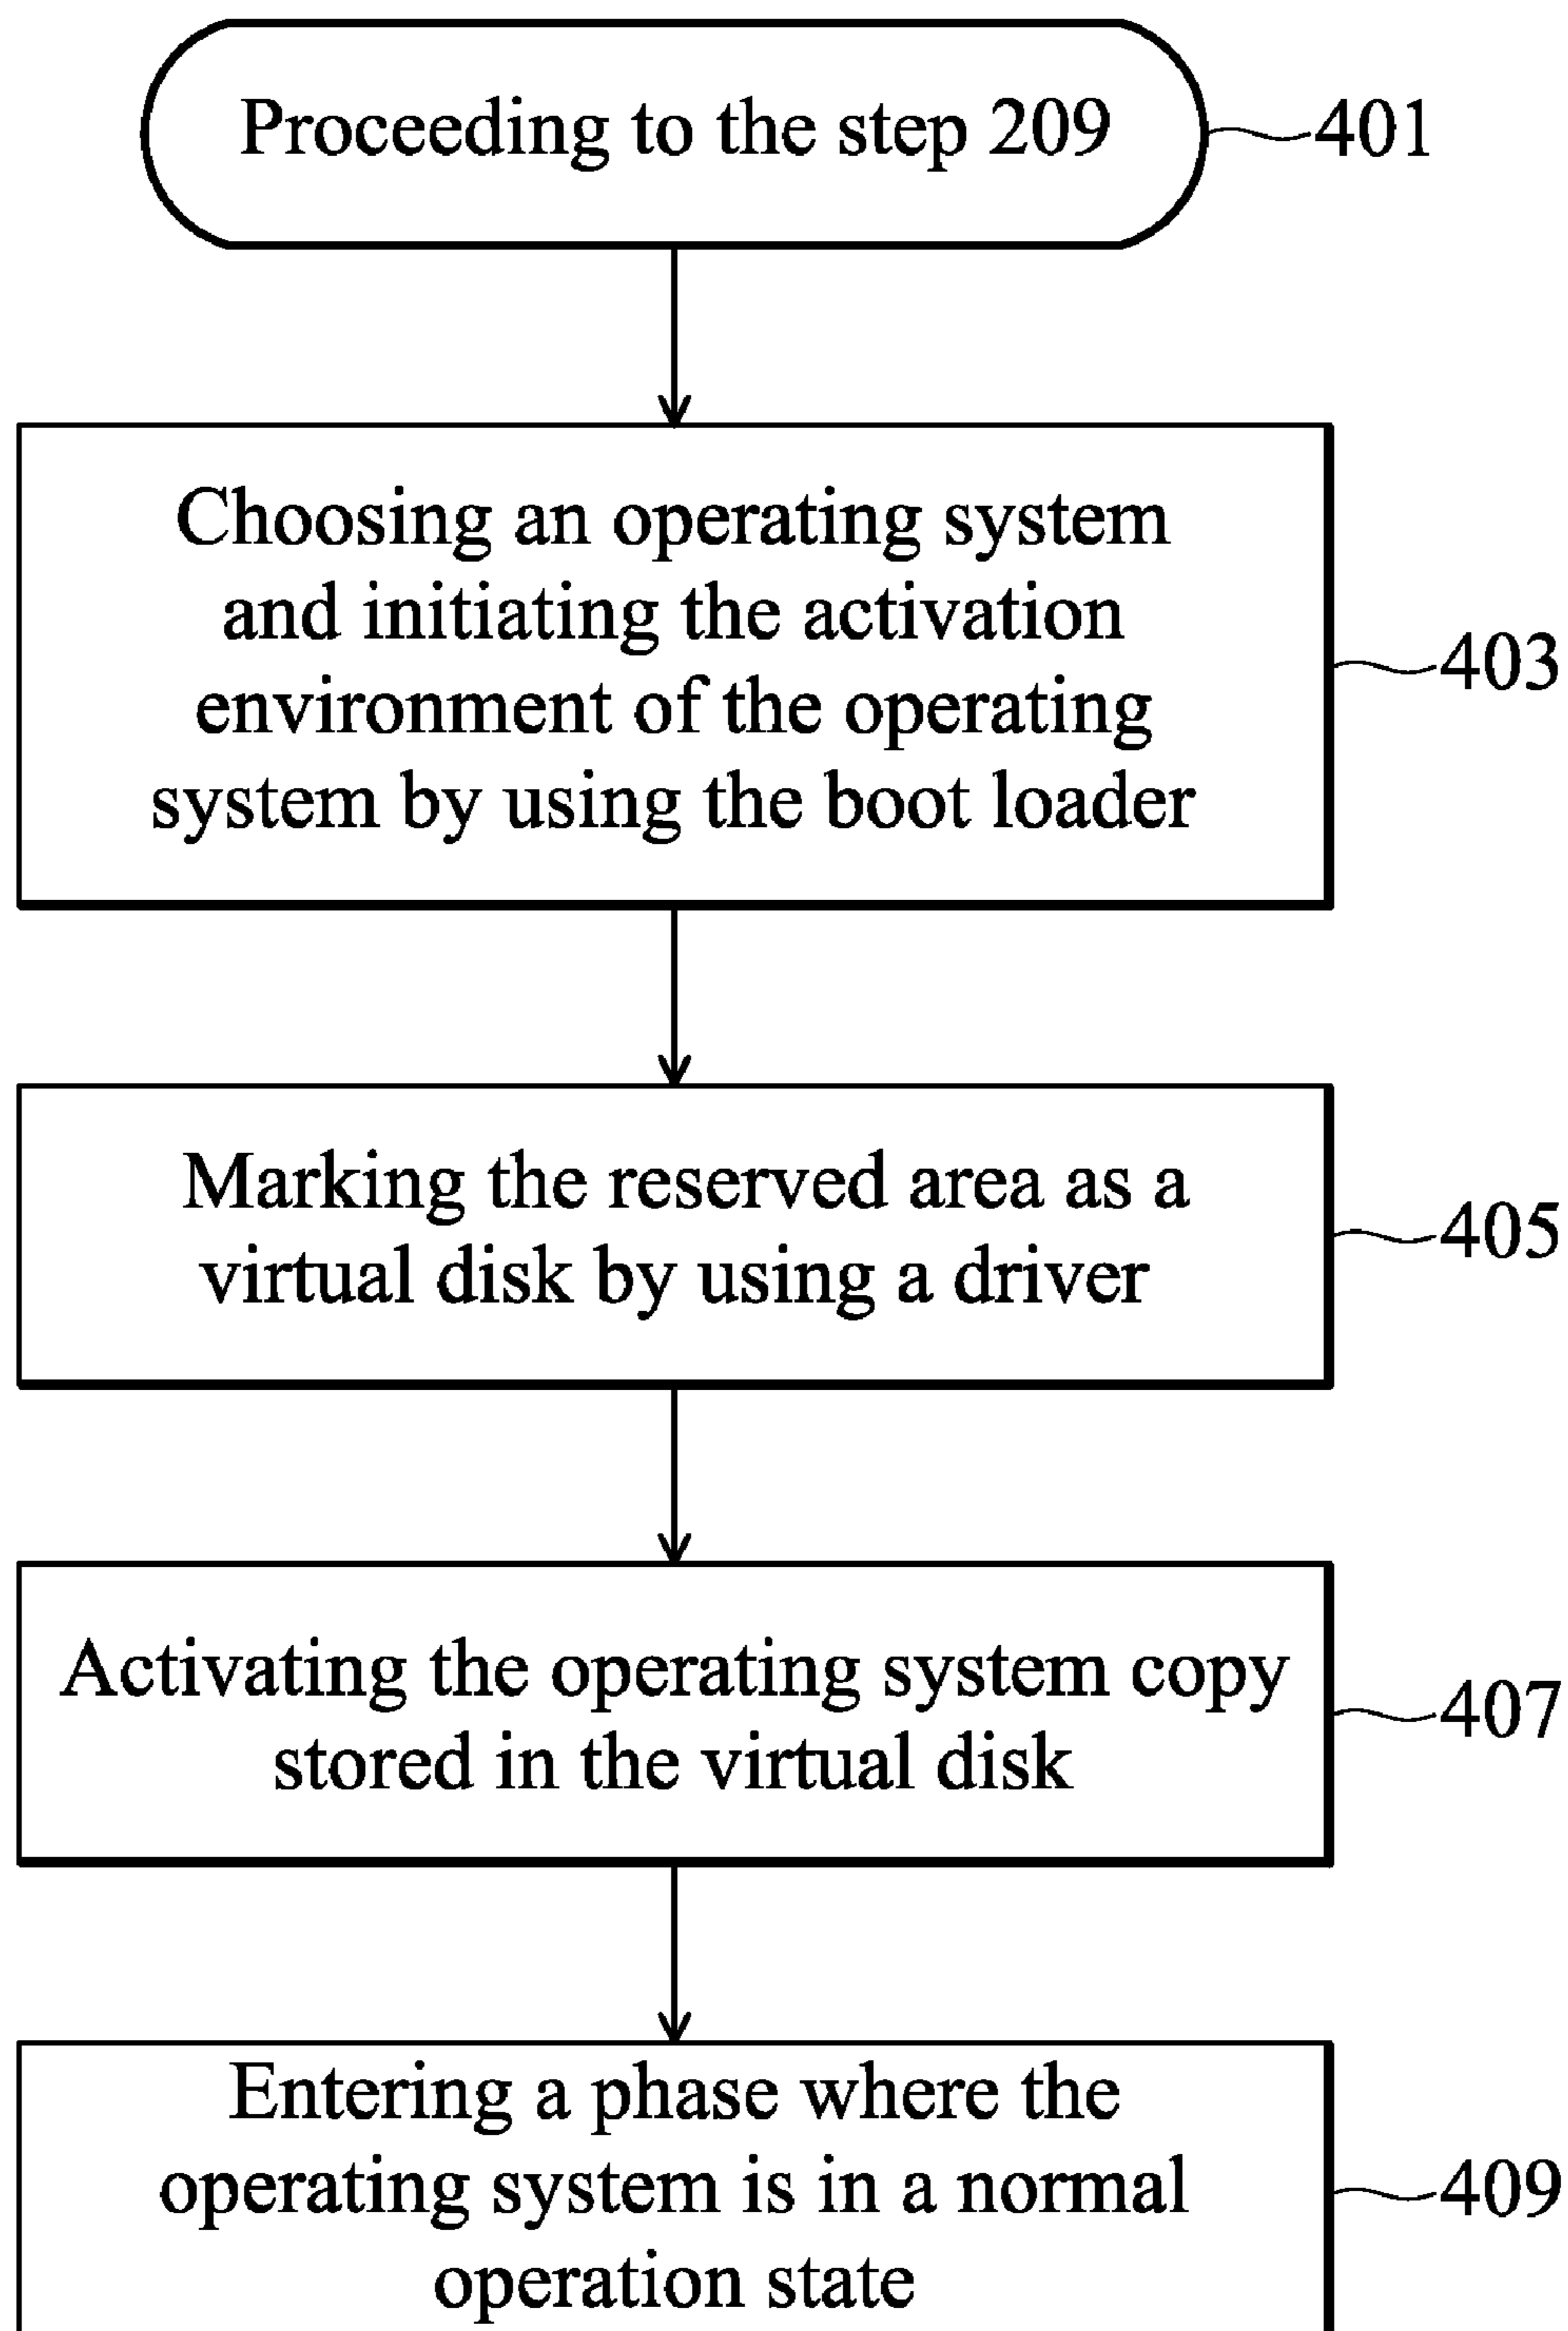 Proceeding to the step 209
401
Choosing an operating system
and initiating the activation
environment of the operating
system by using the boot loader
403
Marking the reserved area as a
virtual disk by using a driver
405
Activating the operating system copy
stored in the virtual disk
407
Entering a phase where the
operating system is in a normal
operation state
409